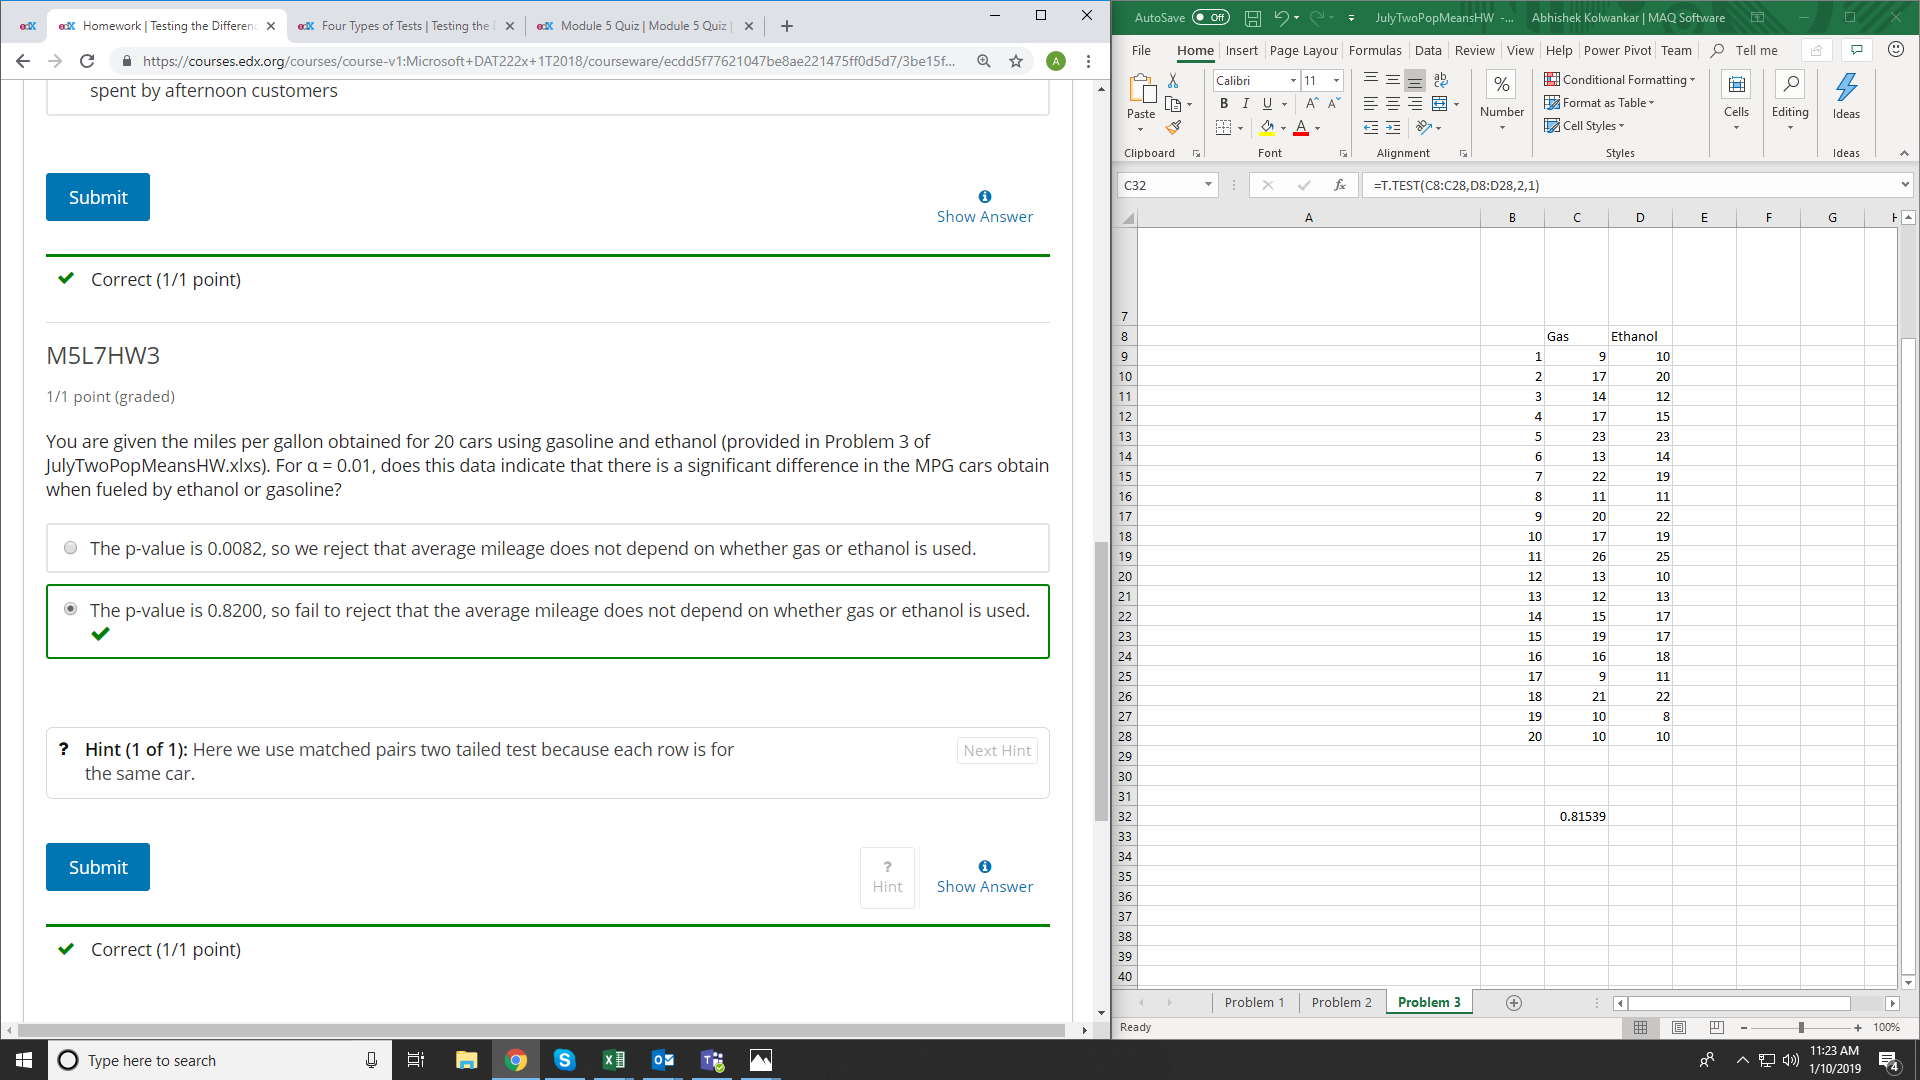 Homework | Testing the Differenc
Four Types of Tests | Testing the
Module 5 Quiz | Module 5 Quiz |
https://courses.edx.org/courses/course-v1:Microsoft+DAT222x+1T2018/courseware/ecdd5f77621047be8ae221475ff0d5d7/3be15f...
A
spent by afternoon customers
Submit
Show Answer
Correct (1/1 point)
M5L7HW3
1/1 point (graded)
You are given the miles per gallon obtained for 20 cars using gasoline and ethanol (provided in Problem 3 of
JulyTwoPopMeansHW.xlxs). For α = 0.01, does this data indicate that there is a significant difference in the MPG cars obtain
when fueled by ethanol or gasoline?
The p-value is 0.0082, so we reject that average mileage does not depend on whether gas or ethanol is used.
The p-value is 0.8200, so fail to reject that the average mileage does not depend on whether gas or ethanol is used.
? Hint (1 of 1): Here we use matched pairs two tailed test because each row is for
the same car.
Next Hint
Submit
?
Hint
Show Answer
Correct (1/1 point)
AutoSave Off JulyTwoPopMeansHW -... Abhishek Kolwankar | MAQ Software
File Home Insert Page Layou Formulas Data Review View Help Power Pivot Team Tell me
Paste
Calibri 11
B I U
Number
Conditional Formatting
Format as Table
Cell Styles
Cells
Editing
Ideas
Clipboard Font Alignment Styles Ideas
C32 fx =T.TEST(C8:C28,D8:D28,2,1)
A B C D E F G H
7
8 Gas Ethanol
9 1 9 10
10 2 17 20
11 3 14 12
12 4 17 15
13 5 23 23
14 6 13 14
15 7 22 19
16 8 11 11
17 9 20 22
18 10 17 19
19 11 26 25
20 12 13 10
21 13 12 13
22 14 15 17
23 15 19 17
24 16 16 18
25 17 9 11
26 18 21 22
27 19 10 8
28 20 10 10
29
30
31
32 0.81539
33
34
35
36
37
38
39
40
Problem 1 Problem 2 Problem 3
Ready 100%
Type here to search
11:23 AM
1/10/2019
4